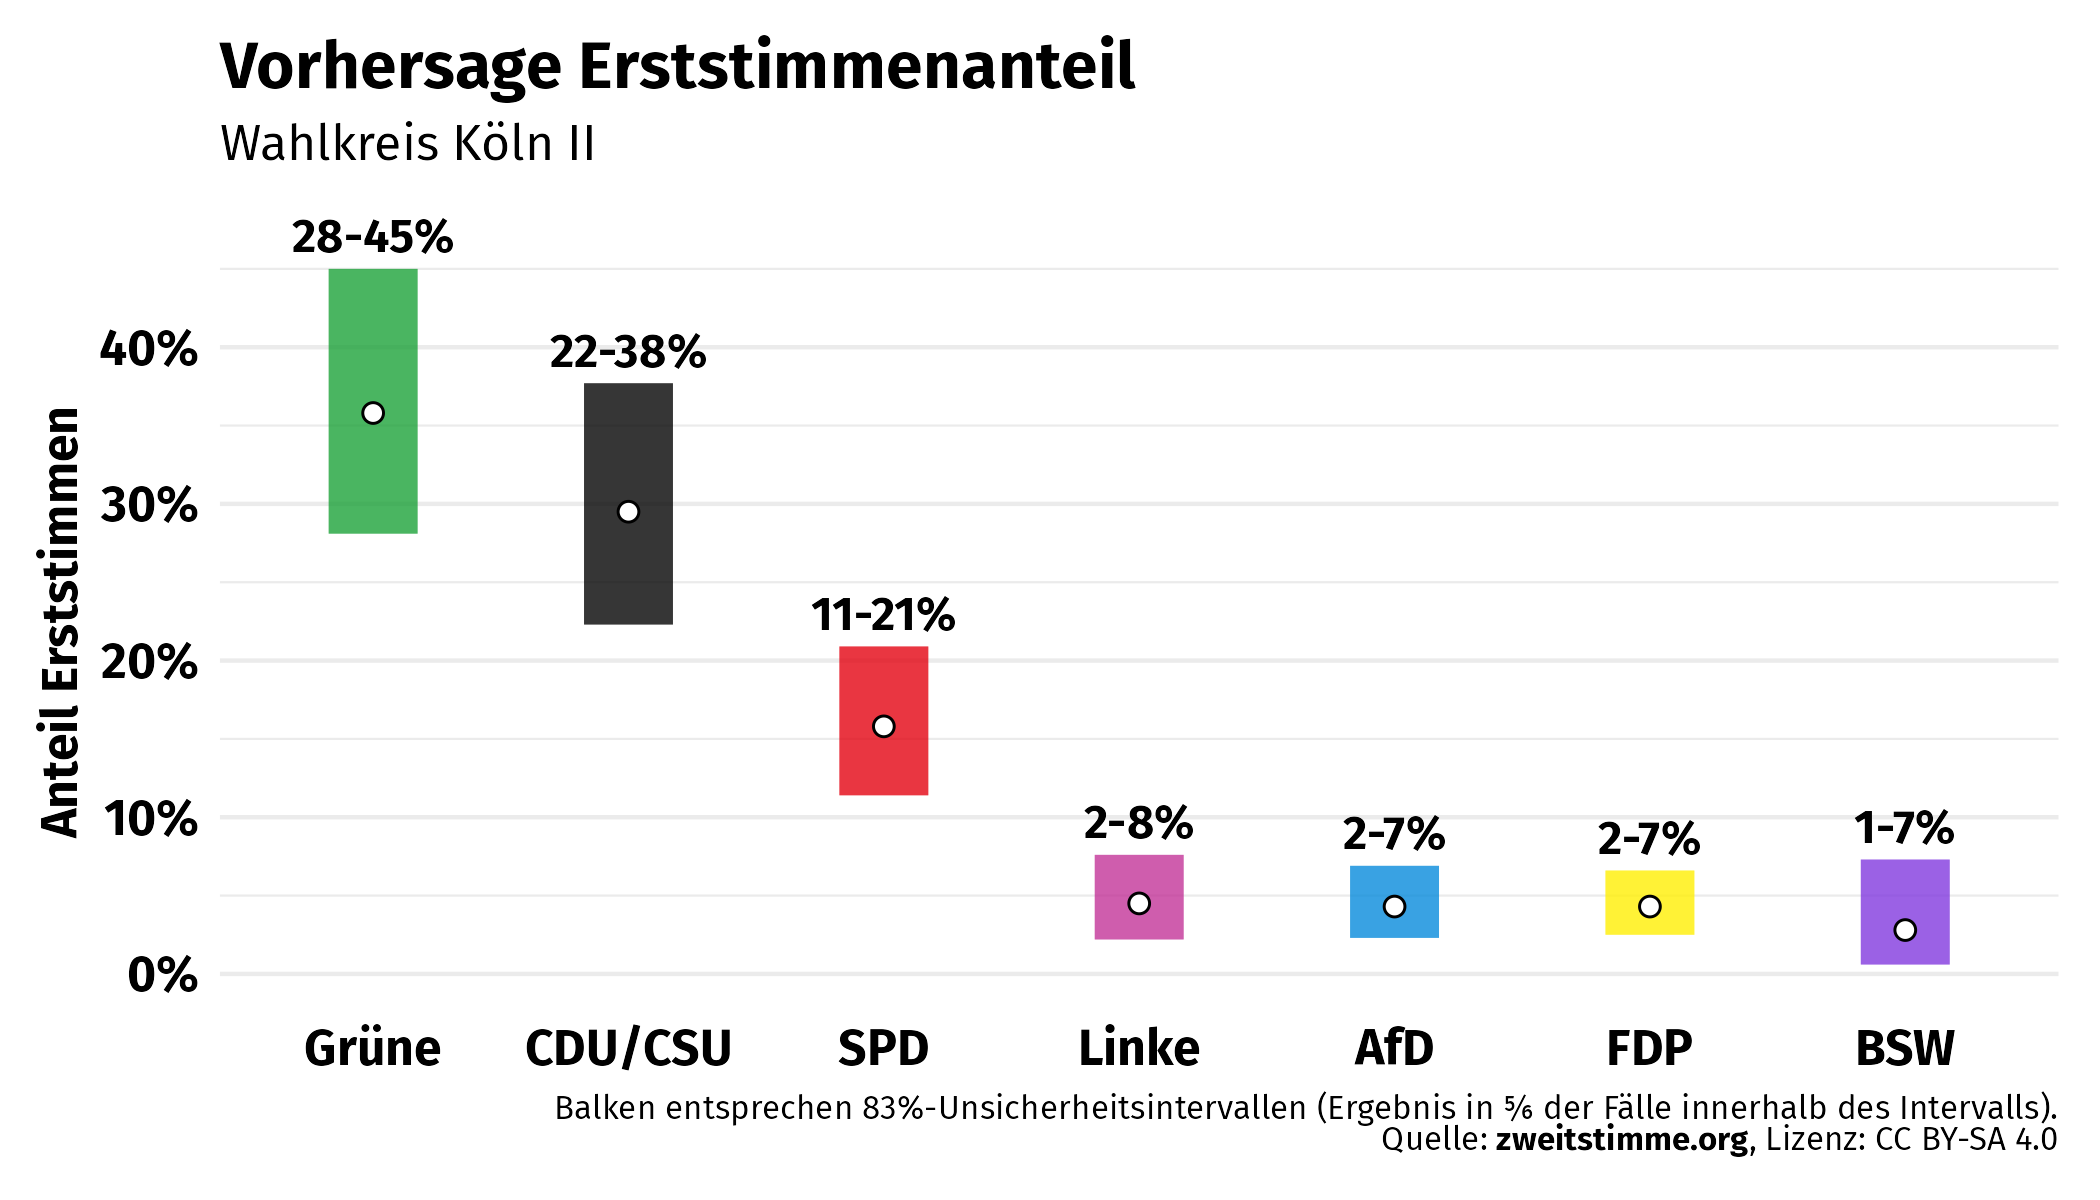 Vorhersage Erststimmenanteil
Wahlkreis Köln II
28-45%
22-38%
11-21%
2-8%
2-7%
2-7%
1-7%
Anteil Erststimmen
40%
30%
20%
10%
0%
Grüne
CDU/CSU
SPD
Linke
AfD
FDP
BSW
Balken entsprechen 83%-Unsicherheitsintervallen (Ergebnis in ⅚ der Fälle innerhalb des Intervalls).
Quelle: zweitstimme.org, Lizenz: CC BY-SA 4.0